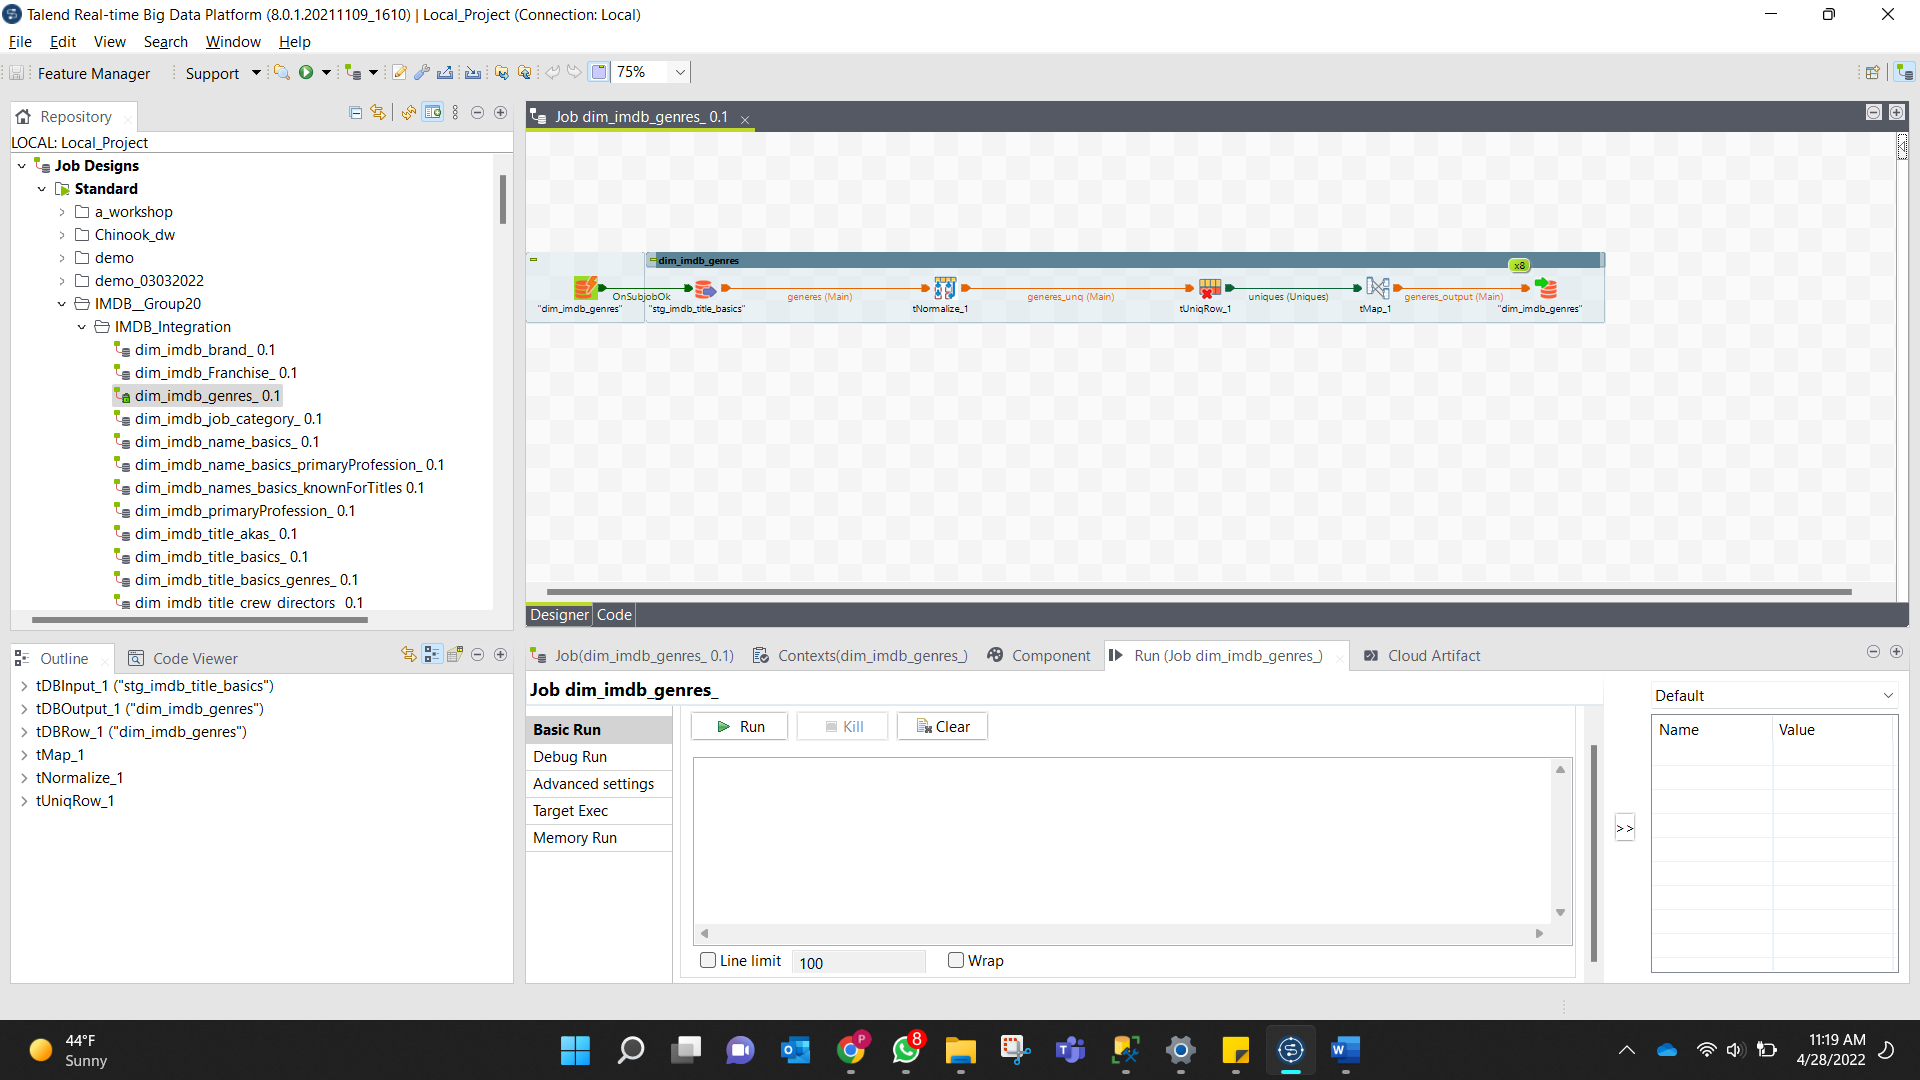 Talend Real-time Big Data Platform (8.0.1.20211109_1610) | Local_Project (Connection: Local)
File Edit View Search Window Help
Feature Manager Support 75%
Repository
LOCAL: Local_Project
Job Designs
Standard
a_workshop
Chinook_dw
demo
demo_03032022
IMDB__Group20
IMDB_Integration
dim_imdb_brand_ 0.1
dim_imdb_Franchise_ 0.1
dim_imdb_genres_ 0.1
dim_imdb_job_category_ 0.1
dim_imdb_name_basics_ 0.1
dim_imdb_name_basics_primaryProfession_ 0.1
dim_imdb_names_basics_knownForTitles 0.1
dim_imdb_primaryProfession_ 0.1
dim_imdb_title_akas_ 0.1
dim_imdb_title_basics_ 0.1
dim_imdb_title_basics_genres_ 0.1
dim_imdb_title_crew_directors_ 0.1
Job dim_imdb_genres_ 0.1
dim_imdb_genres
x8
OnSubjobOk generes (Main) generes_unq (Main) uniques (Uniques) generes_output (Main)
"dim_imdb_genres" "stg_imdb_title_basics" tNormalize_1 tUniqRow_1 tMap_1 "dim_imdb_genres"
Designer Code
Outline Code Viewer
tDBInput_1 ("stg_imdb_title_basics")
tDBOutput_1 ("dim_imdb_genres")
tDBRow_1 ("dim_imdb_genres")
tMap_1
tNormalize_1
tUniqRow_1
Job(dim_imdb_genres_ 0.1) Contexts(dim_imdb_genres_) Component Run (Job dim_imdb_genres_) Cloud Artifact
Job dim_imdb_genres_
Basic Run
Debug Run
Advanced settings
Target Exec
Memory Run
Run Kill Clear
Line limit 100 Wrap
>>
Default
Name Value
44°F
Sunny
P
8
11:19 AM
4/28/2022